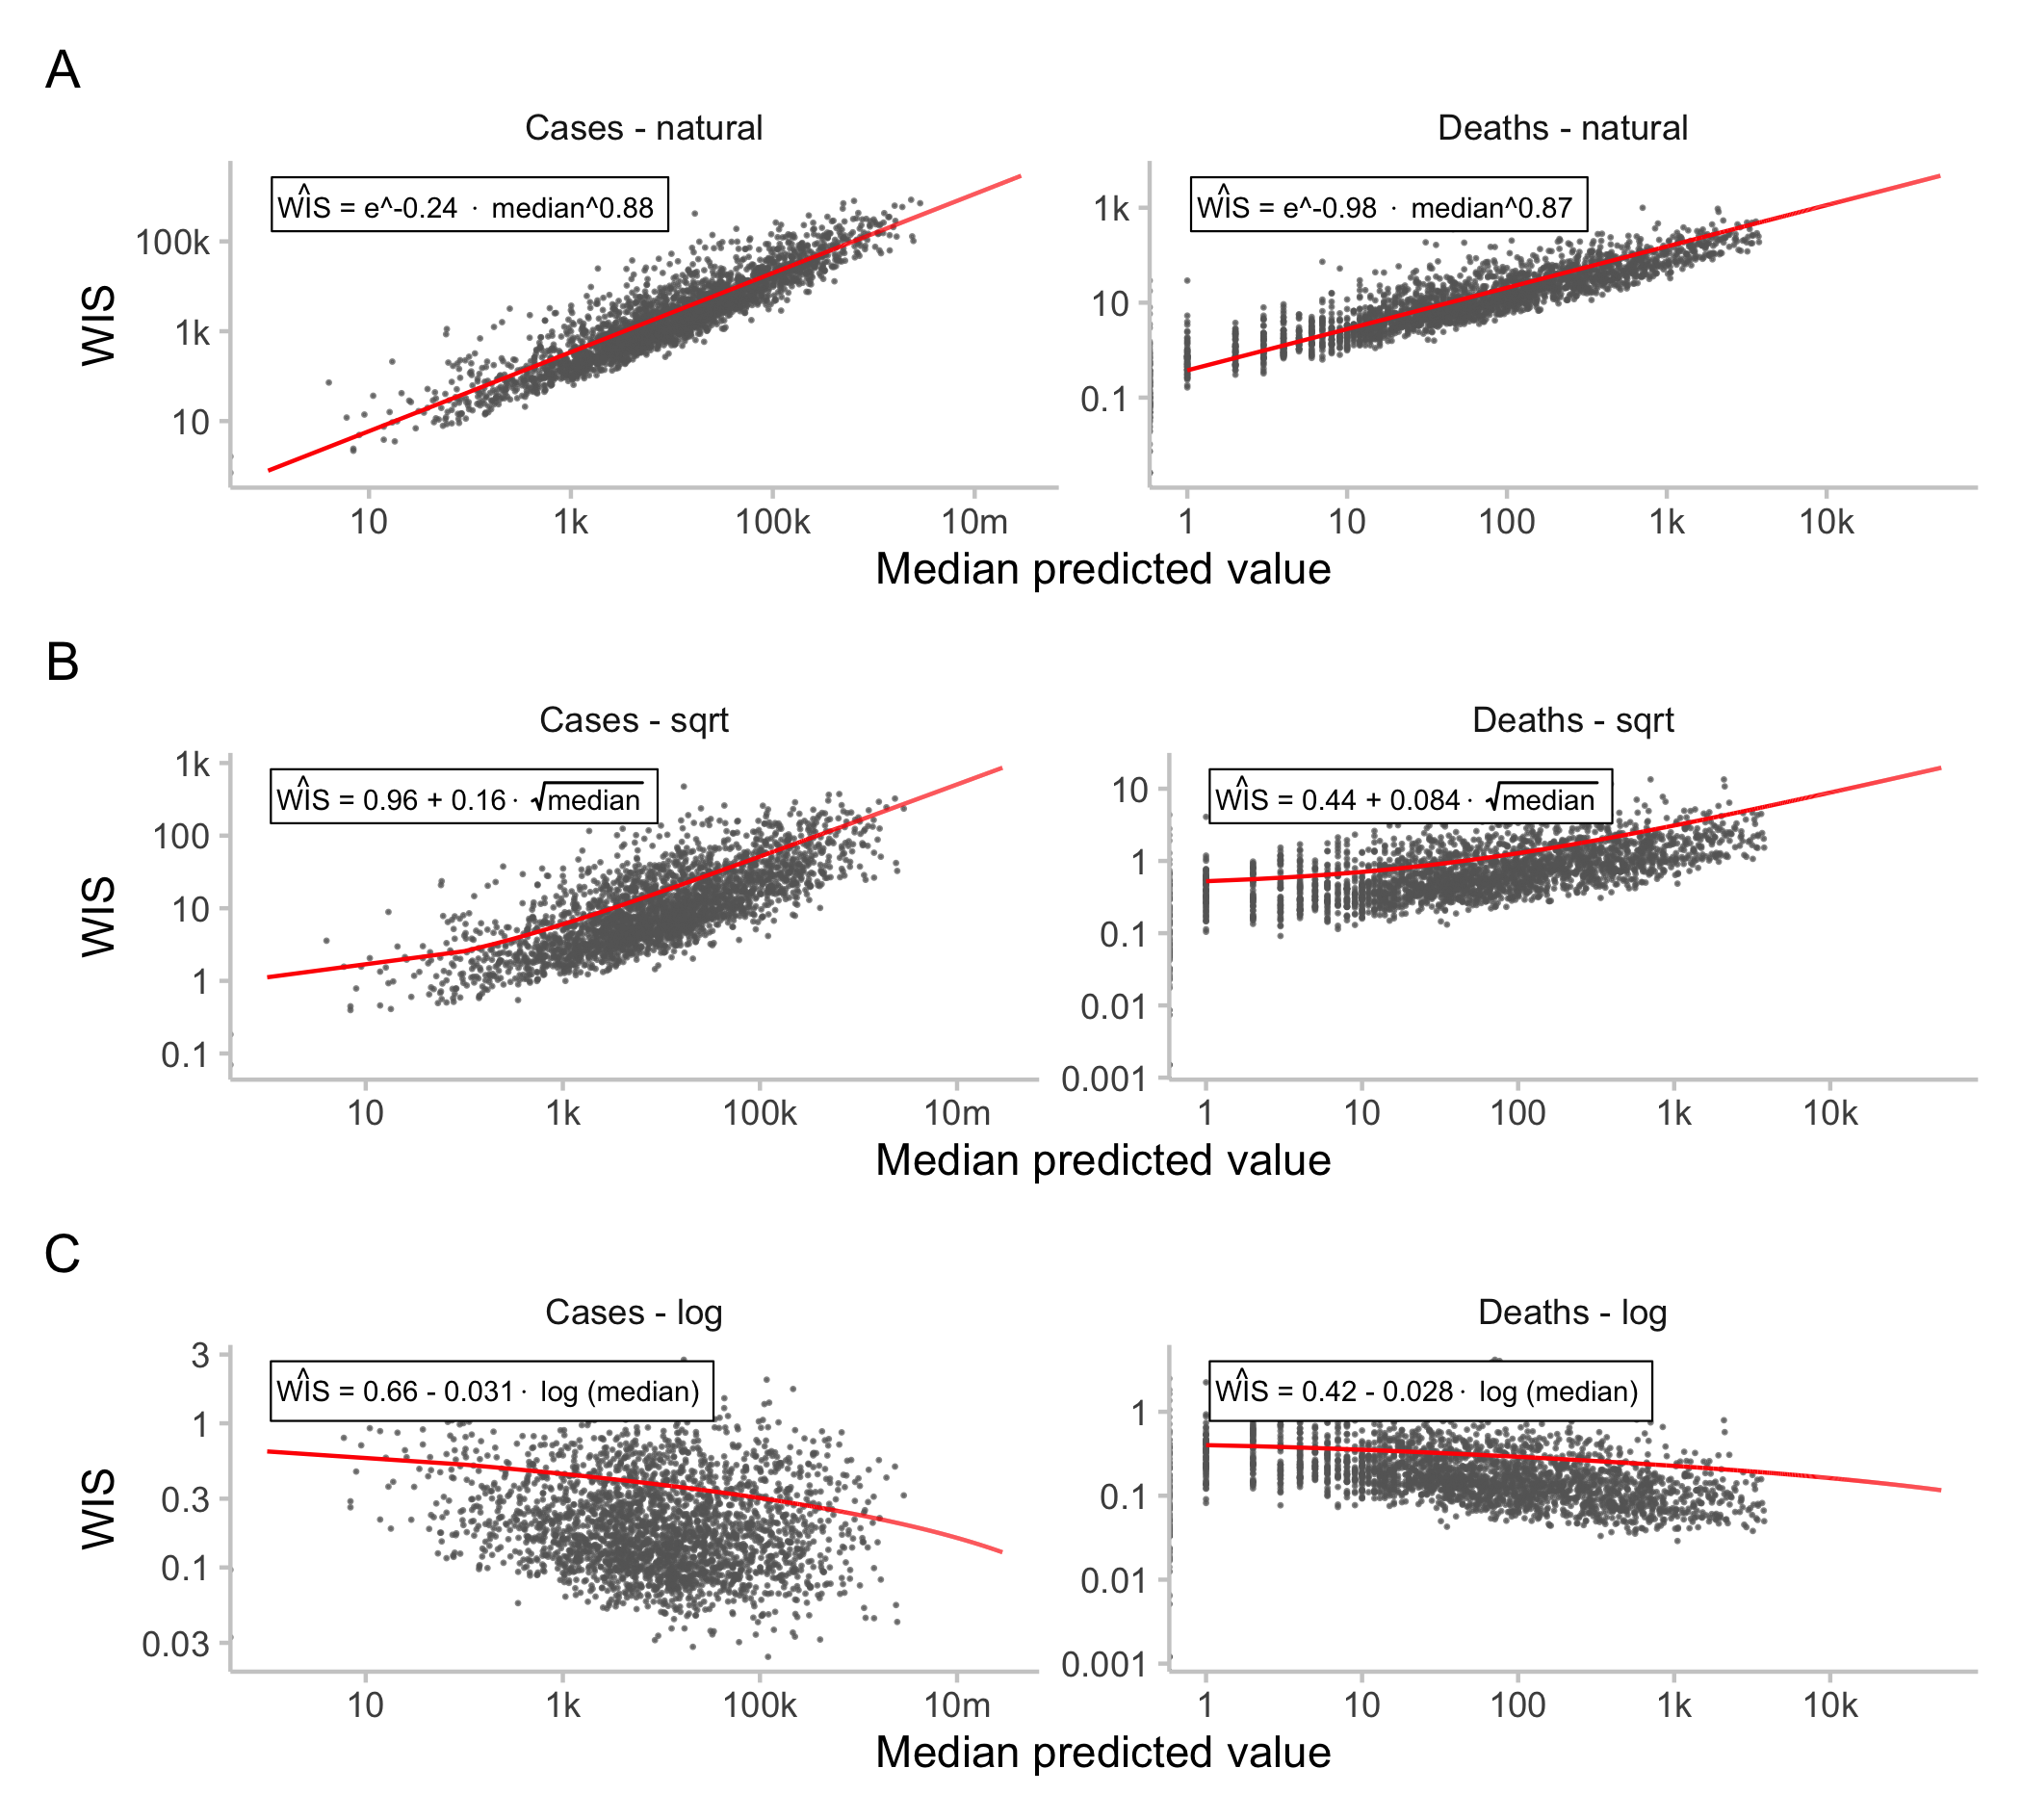 A
Cases - natural
Deaths - natural
ŴIS = e^-0.24 · median^0.88
ŴIS = e^-0.98 · median^0.87
WIS
100k
1k
10
1k
10
0.1
10 1k 100k 10m
1 10 100 1k 10k
Median predicted value
B
Cases - sqrt
Deaths - sqrt
ŴIS = 0.96 + 0.16 · √median
ŴIS = 0.44 + 0.084 · √median
WIS
1k
100
10
1
0.1
10
1
0.1
0.01
0.001
10 1k 100k 10m
1 10 100 1k 10k
Median predicted value
C
Cases - log
Deaths - log
ŴIS = 0.66 - 0.031 · log (median)
ŴIS = 0.42 - 0.028 · log (median)
WIS
3
1
0.3
0.1
0.03
1
0.1
0.01
0.001
10 1k 100k 10m
1 10 100 1k 10k
Median predicted value